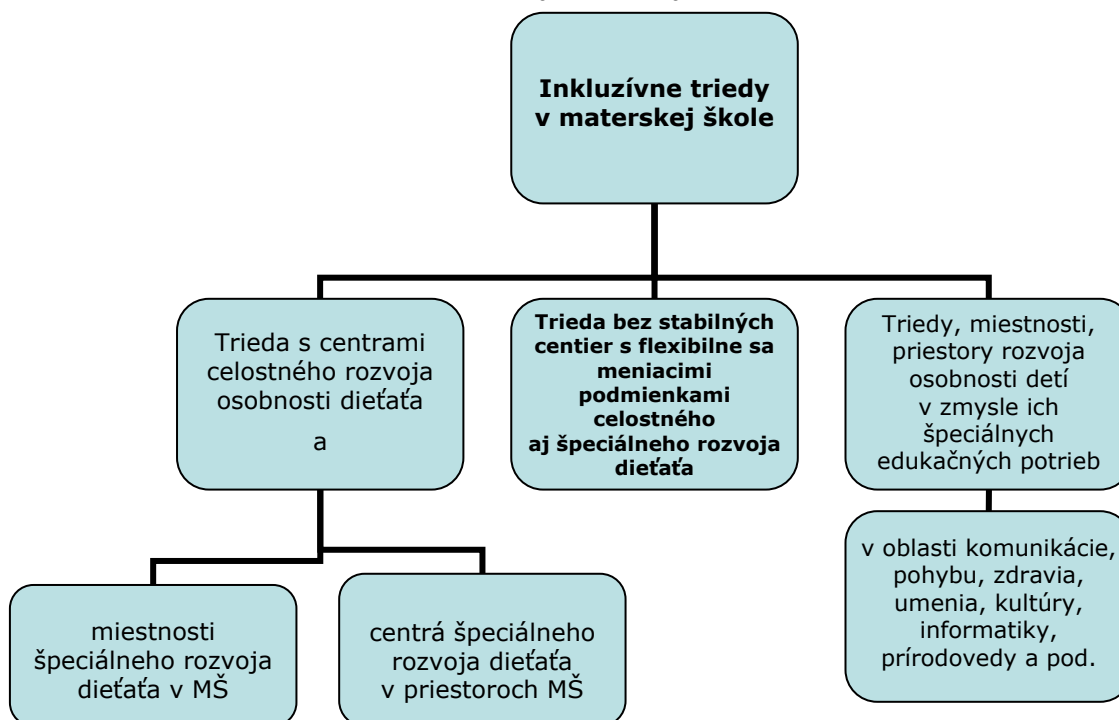 Inkluzívne triedy
v materskej škole
Trieda s centrami
celostného rozvoja
osobnosti dieťaťa
a
Trieda bez stabilných
centier s flexibilne sa
meniacimi
podmienkami
celostného
aj špeciálneho rozvoja
dieťaťa
Triedy, miestnosti,
priestory rozvoja
osobnosti detí
v zmysle ich
špeciálnych
edukačných potrieb
miestnosti
špeciálneho rozvoja
dieťaťa v MŠ
centrá špeciálneho
rozvoja dieťaťa
v priestoroch MŠ
v oblasti komunikácie,
pohybu, zdravia,
umenia, kultúry,
informatiky,
prírodovedy a pod.